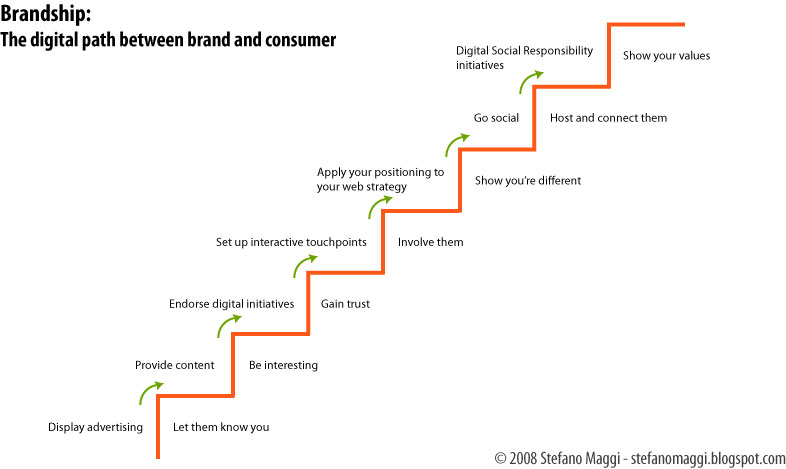 Brandship:
The digital path between brand and consumer
Digital Social Responsibility
initiatives
Show your values
Go social
Host and connect them
Apply your positioning to
your web strategy
Show you're different
Set up interactive touchpoints
Involve them
Endorse digital initiatives
Gain trust
Provide content
Be interesting
Display advertising
Let them know you
© 2008 Stefano Maggi - stefanomaggi.blogspot.com